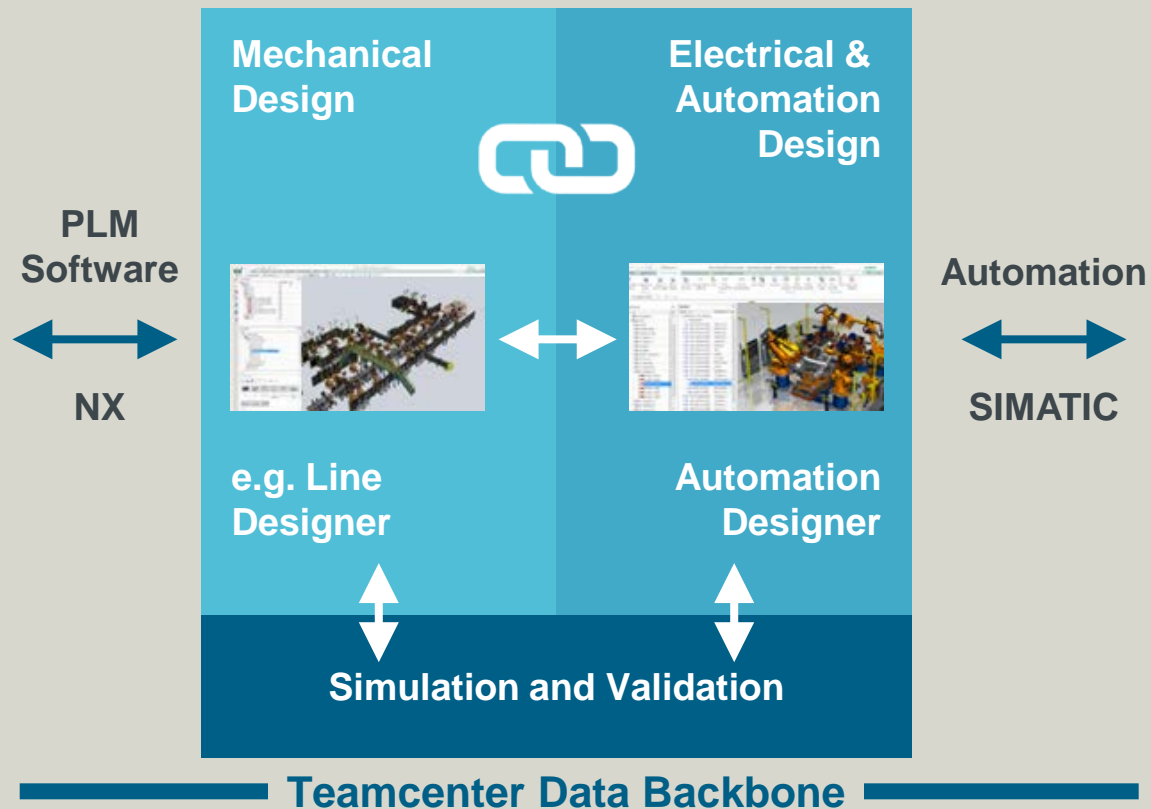 Mechanical
Design
Electrical &
Automation
Design
PLM
Software
NX
Automation
SIMATIC
e.g. Line
Designer
Automation
Designer
Simulation and Validation
Teamcenter Data Backbone